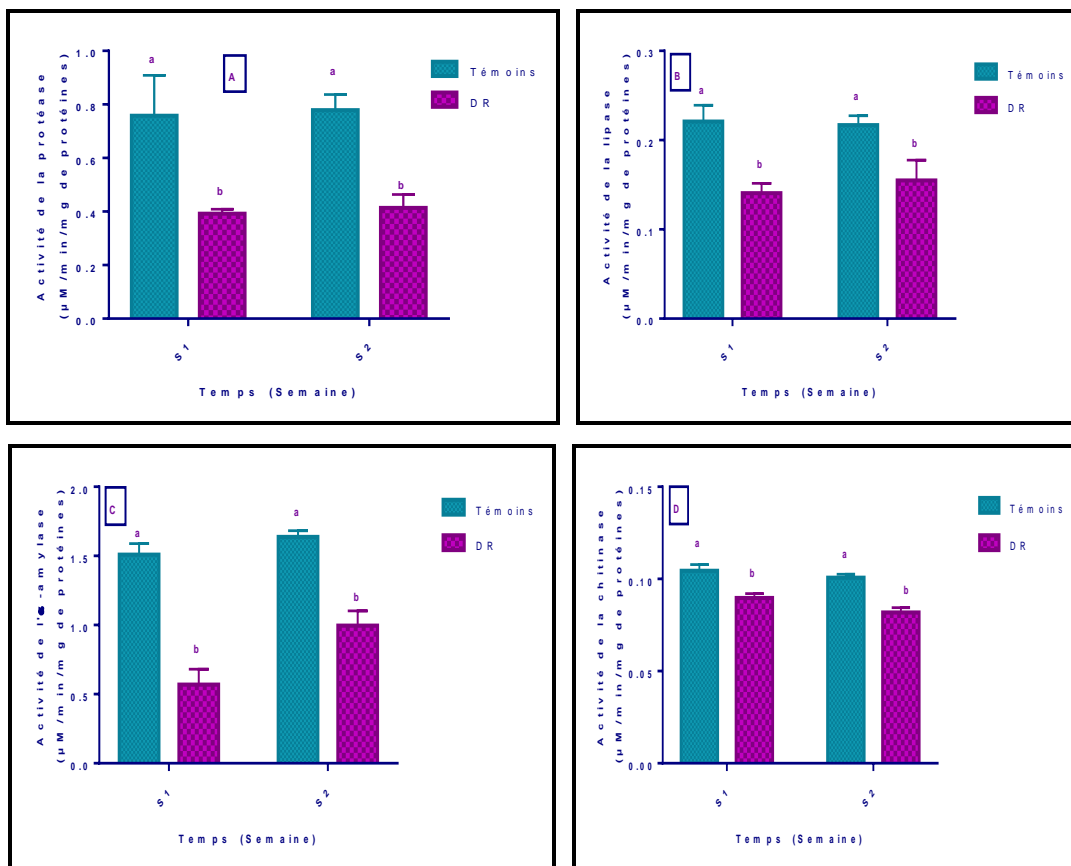 A
Témoins
DR
Activité de la protéase
(µM/min/mg de protéines)
1.0
0.8
0.6
0.4
0.2
0.0
a
b
a
b
S1
S2
Temps (Semaine)
B
Témoins
DR
Activité de la lipase
(µM/min/mg de protéines)
0.3
0.2
0.1
0.0
a
b
a
b
S1
S2
Temps (Semaine)
C
Témoins
DR
Activité de l'α-amylase
(µM/min/mg de protéines)
2.0
1.5
1.0
0.5
0.0
a
b
a
b
S1
S2
Temps (Semaine)
D
Témoins
DR
Activité de la chitinase
(µM/min/mg de protéines)
0.15
0.10
0.05
0.00
a
b
a
b
S1
S2
Temps (Semaine)